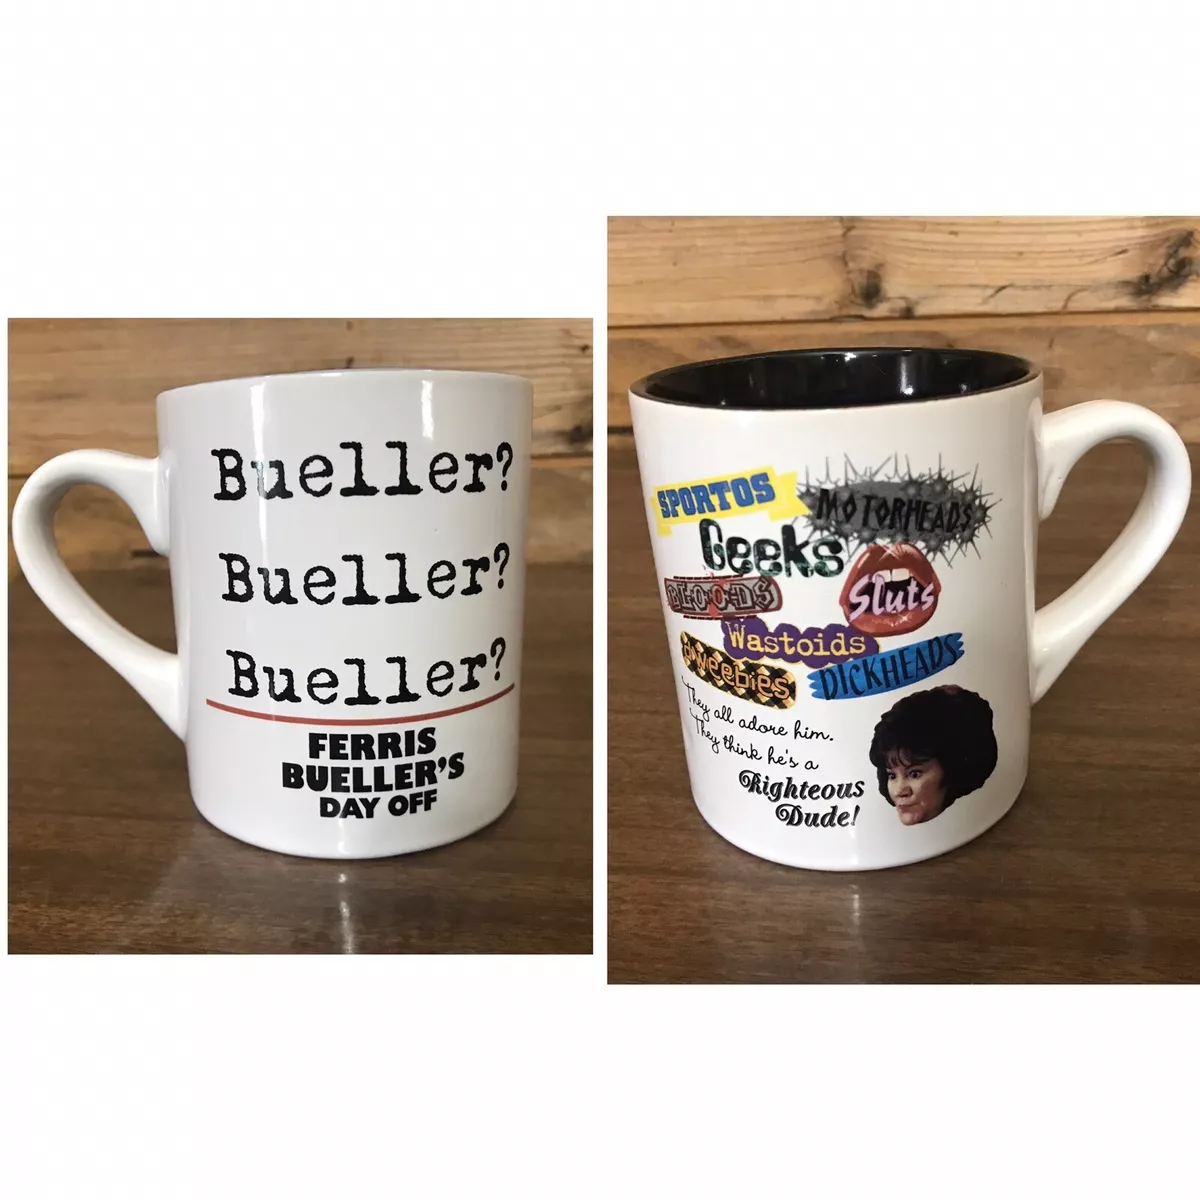 Bueller?
Bueller?
Bueller?
FERRIS
BUELLER'S
DAY OFF
SPORTOS
MOTORHEADS
Geeks
BLOODS
Sluts
Wastoids
Dweebies
DICKHEADS
They all adore him.
They think he's a
Righteous
Dude!